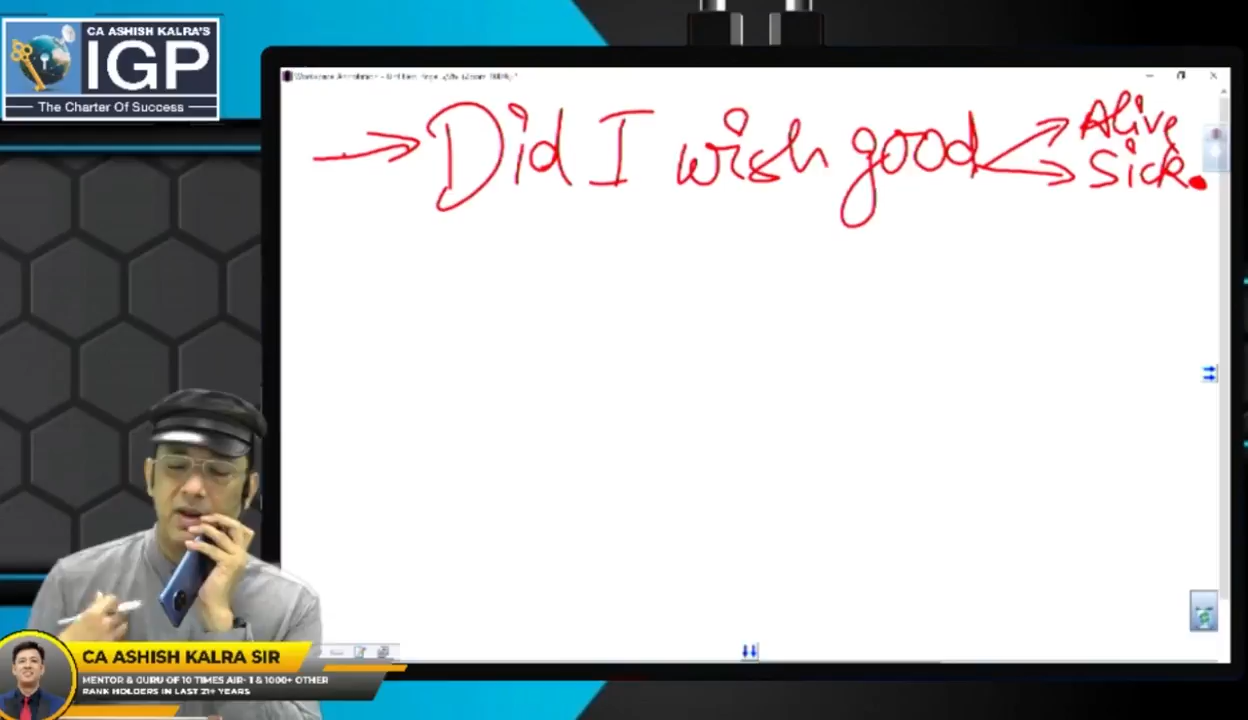 CA ASHISH KALRA'S
IGP
The Charter Of Success
→ Did I wish good
Alive
Sick.
CA ASHISH KALRA SIR
MENTOR & GURU OF 10 TIMES AIR-1 & 1000+ OTHER
RANK HOLDERS IN LAST 21+ YEARS